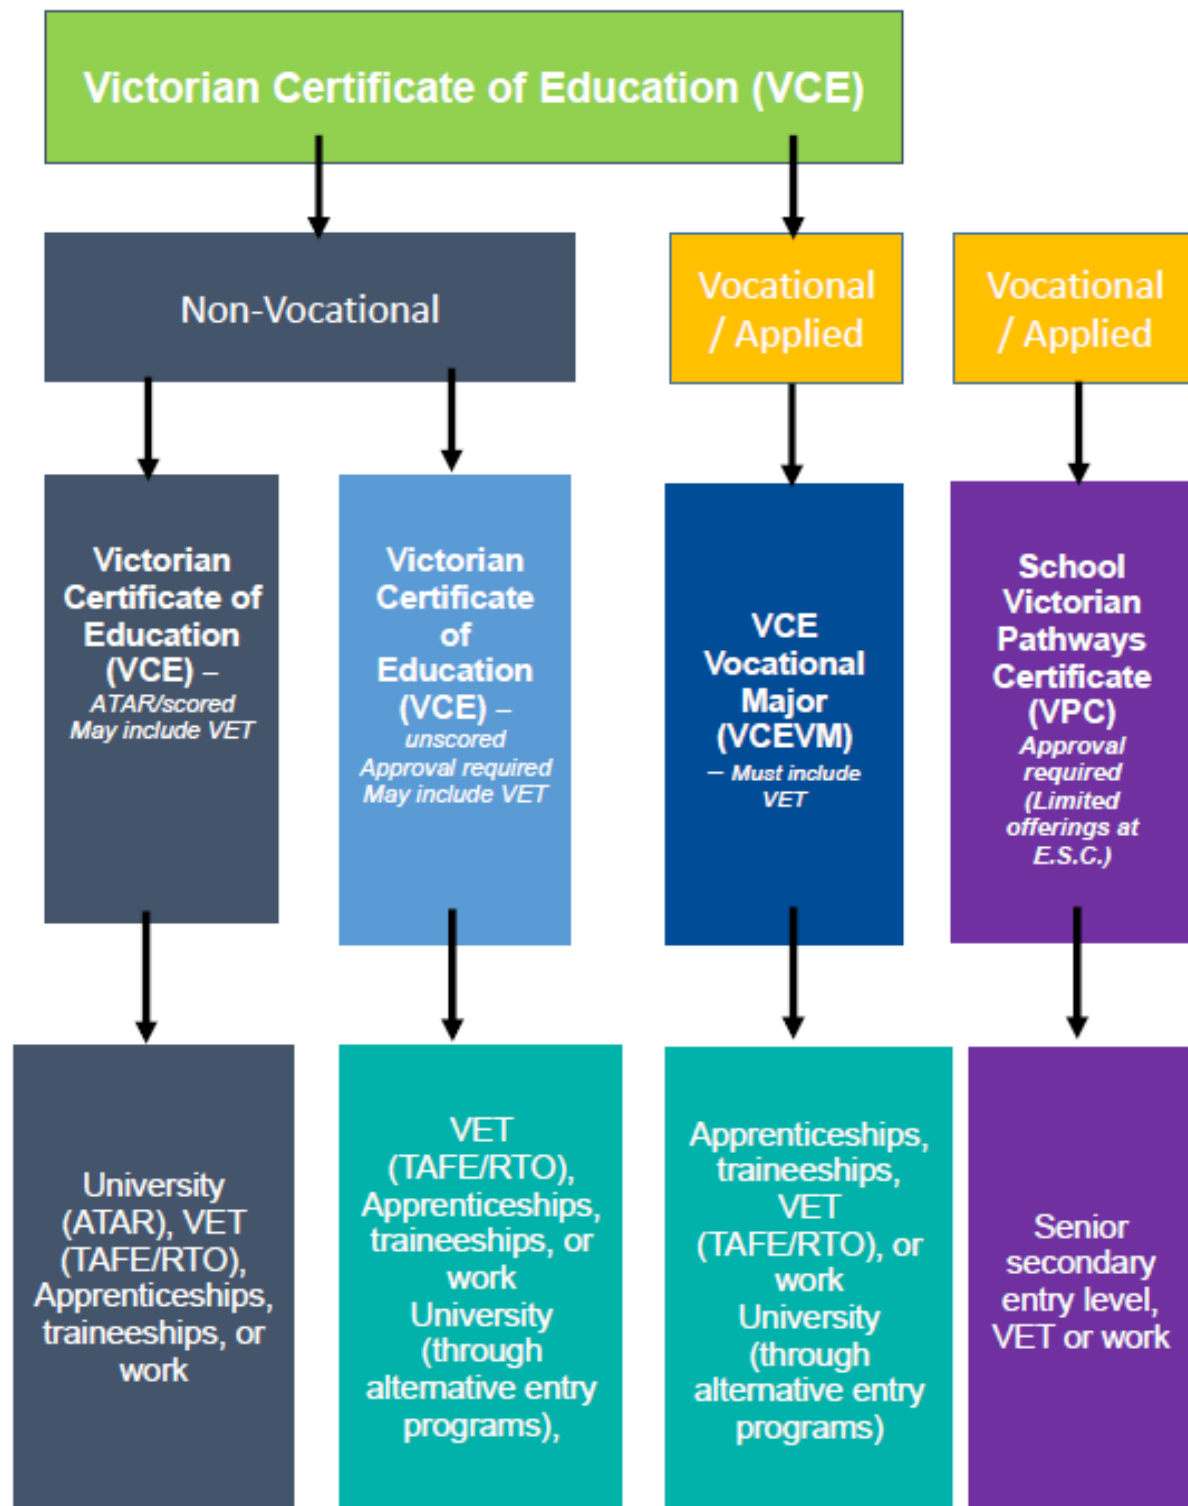 Victorian Certificate of Education (VCE)
Non-Vocational
Vocational
/ Applied
Vocational
/ Applied
Victorian
Certificate of
Education
(VCE) –
ATAR/scored
May include VET
Victorian
Certificate
of
Education
(VCE) –
unscored
Approval required
May include VET
VCE
Vocational
Major
(VCEVM)
– Must include
VET
School
Victorian
Pathways
Certificate
(VPC)
Approval
required
(Limited
offerings at
E.S.C.)
University
(ATAR), VET
(TAFE/RTO),
Apprenticeships,
traineeships, or
work
VET
(TAFE/RTO),
Apprenticeships,
traineeships, or
work
University
(through
alternative entry
programs),
Apprenticeships,
traineeships,
VET
(TAFE/RTO), or
work
University
(through
alternative entry
programs)
Senior
secondary
entry level,
VET or work